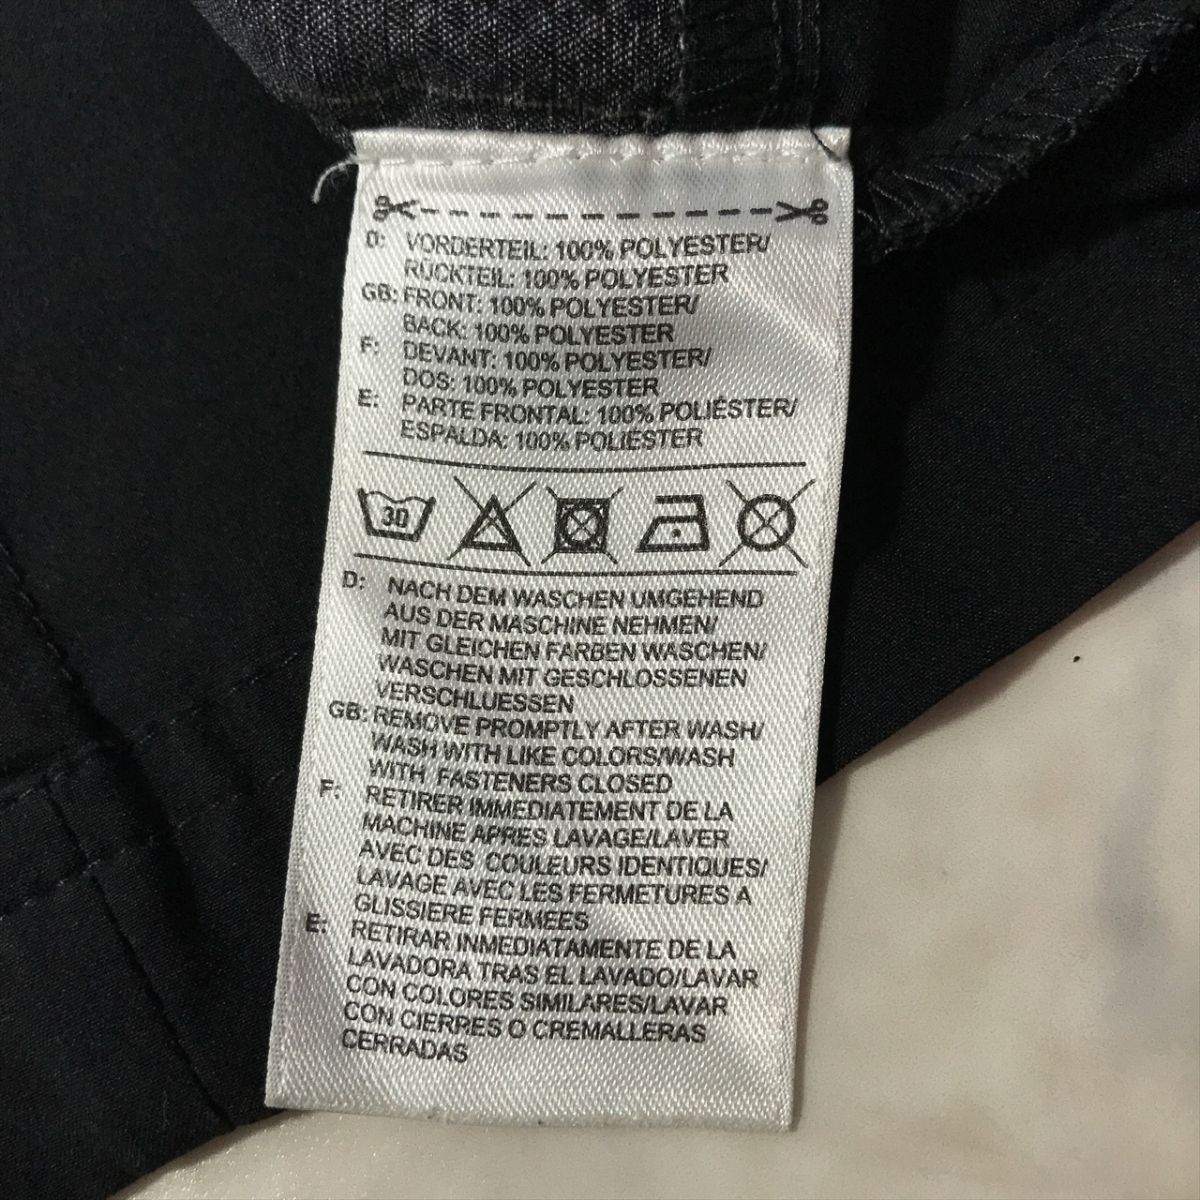 D: VORDERTEIL: 100% POLYESTER/
RÜCKTEIL: 100% POLYESTER
GB: FRONT: 100% POLYESTER/
BACK: 100% POLYESTER
F: DEVANT: 100% POLYESTER/
DOS: 100% POLYESTER
E: PARTE FRONTAL: 100% POLIÉSTER/
ESPALDA: 100% POLIÉSTER
30
D: NACH DEM WASCHEN UMGEHEND
AUS DER MASCHINE NEHMEN/
MIT GLEICHEN FARBEN WASCHEN/
WASCHEN MIT GESCHLOSSENEN
VERSCHLUESSEN
GB: REMOVE PROMPTLY AFTER WASH/
WASH WITH LIKE COLORS/WASH
WITH FASTENERS CLOSED
F: RETIRER IMMEDIATEMENT DE LA
MACHINE APRES LAVAGE/LAVER
AVEC DES COULEURS IDENTIQUES/
LAVAGE AVEC LES FERMETURES A
GLISSIERE FERMEES
E: RETIRAR INMEDIATAMENTE DE LA
LAVADORA TRAS EL LAVADO/LAVAR
CON COLORES SIMILARES/LAVAR
CON CIERRES O CREMALLERAS
CERRADAS